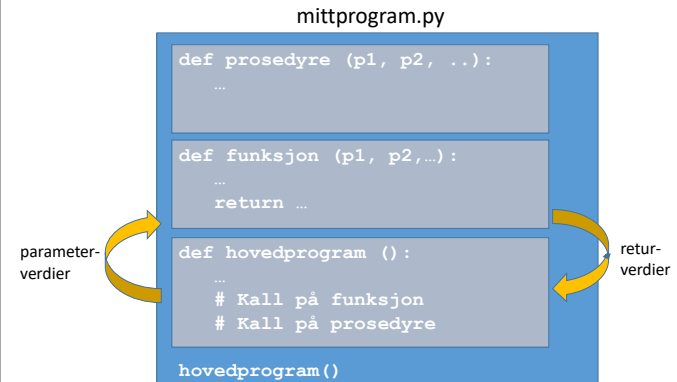 mittprogram.py
def prosedyre (p1, p2, ..):
…
def funksjon (p1, p2,…):
…
return …
parameter-
verdier
retur-
verdier
def hovedprogram ():
…
# Kall på funksjon
# Kall på prosedyre
hovedprogram()